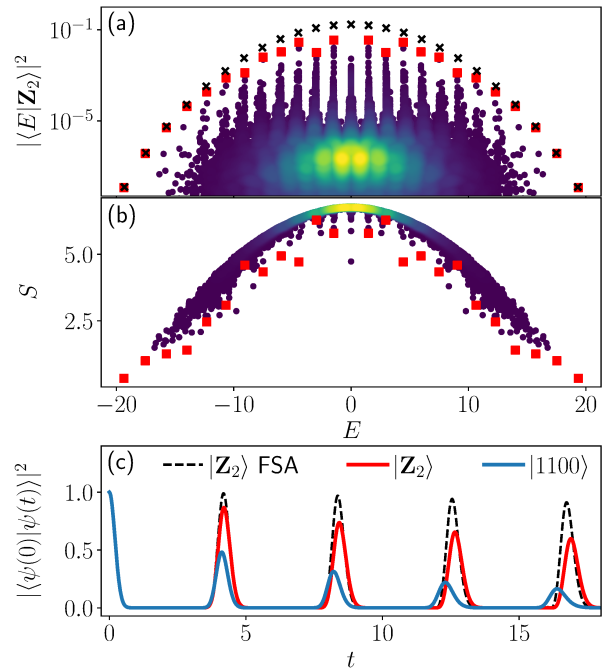 (a)
|⟨E|Z₂⟩|²
10⁻¹
10⁻⁵
(b)
S
5.0
2.5
−20 −10 0 10 20
E
(c)
|Z₂⟩ FSA |Z₂⟩ |1100⟩
|⟨ψ(0)|ψ(t)⟩|²
1.0
0.5
0.0
0 5 10 15
t